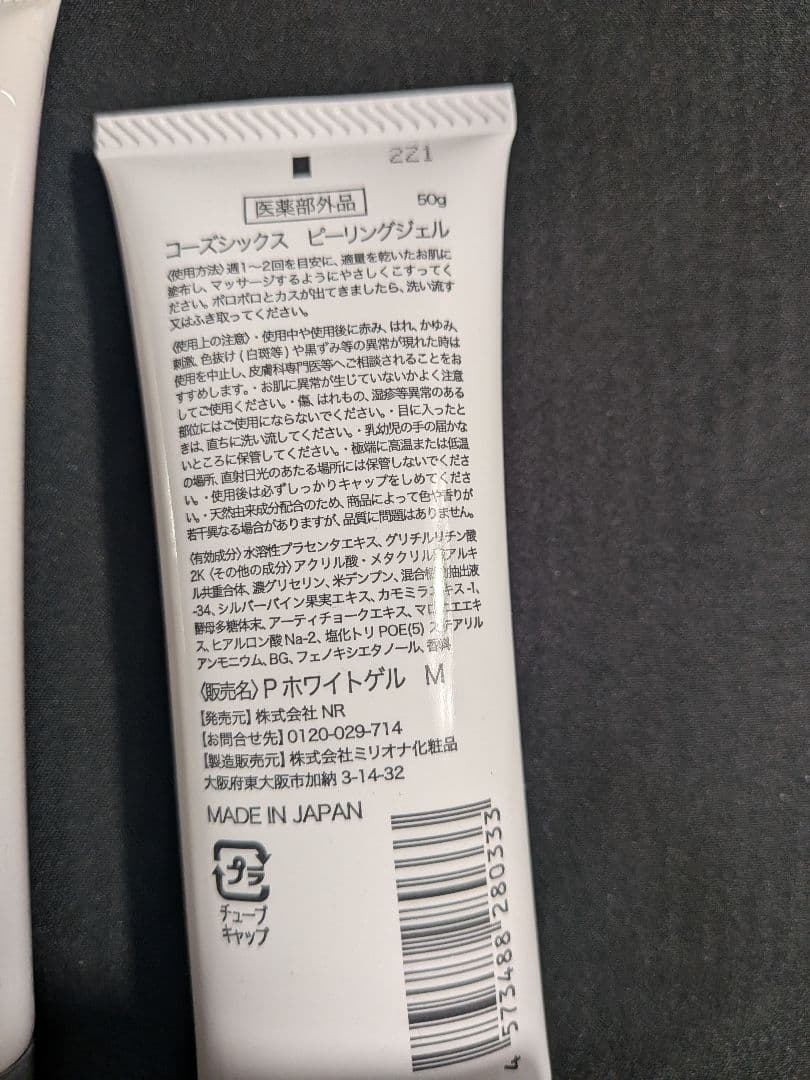 2Z1
医薬部外品 50g
コーズシックス ピーリングジェル
〈使用方法〉週1～2回を目安に、適量を乾いたお肌に
塗布し、マッサージするようにやさしくこすってく
ださい。ポロポロとカスが出てきましたら、洗い流す
又はふき取ってください。
〈使用上の注意〉・使用中や使用後に赤み、はれ、かゆみ、
刺激、色抜け(白斑等)や黒ずみ等の異常が現れた時は
使用を中止し、皮膚科専門医等へご相談されることをお
すすめします。・お肌に異常が生じていないかよく注意
してご使用ください。・傷、はれもの、湿疹等異常のある
部位にはご使用にならないでください。・目に入ったと
きは、直ちに洗い流してください。・乳幼児の手の届かな
いところに保管してください。・極端に高温または低温
の場所、直射日光のあたる場所には保管しないでくださ
い。・使用後は必ずしっかりキャップをしめてくださ
い。・天然由来成分配合のため、商品によって色や香りが
若干異なる場合がありますが、品質に問題はありません。
〈有効成分〉水溶性プラセンタエキス、グリチルリチン酸
2K〈その他の成分〉アクリル酸・メタクリル酸アルキ
ル共重合体、濃グリセリン、米デンプン、混合植物抽出液
-34、シルバーバイン果実エキス、カモミラエキス-1、
酵母多糖体末、アーティチョークエキス、マロニエエキ
ス、ヒアルロン酸Na-2、塩化トリPOE(5)ステアリル
アンモニウム、BG、フェノキシエタノール、香料
〈販売名〉P ホワイトゲル M
【発売元】株式会社 NR
【お問合せ先】0120-029-714
【製造販売元】株式会社ミリオナ化粧品
大阪府東大阪市加納 3-14-32
MADE IN JAPAN
プラ
チューブ
キャップ
4 573488 280333